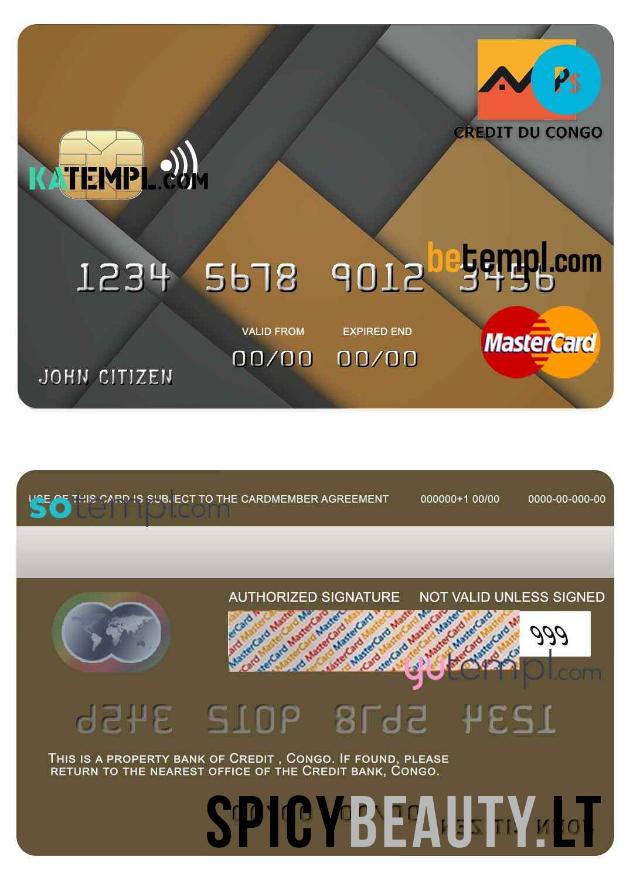 PS
CREDIT DU CONGO
KATEMPL.COM
betempl.com
1234 5678 9012 3456
VALID FROM EXPIRED END
00/00 00/00
MasterCard
JOHN CITIZEN
USE OF THIS CARD IS SUBJECT TO THE CARDMEMBER AGREEMENT 000000+1 00/00 0000-00-000-00
sotempl.com
AUTHORIZED SIGNATURE NOT VALID UNLESS SIGNED
MasterCard MasterCard MasterCard
999
yutempl.com
THIS IS A PROPERTY BANK OF CREDIT , CONGO. IF FOUND, PLEASE
RETURN TO THE NEAREST OFFICE OF THE CREDIT BANK, CONGO.
SPICYBEAUTY.LT